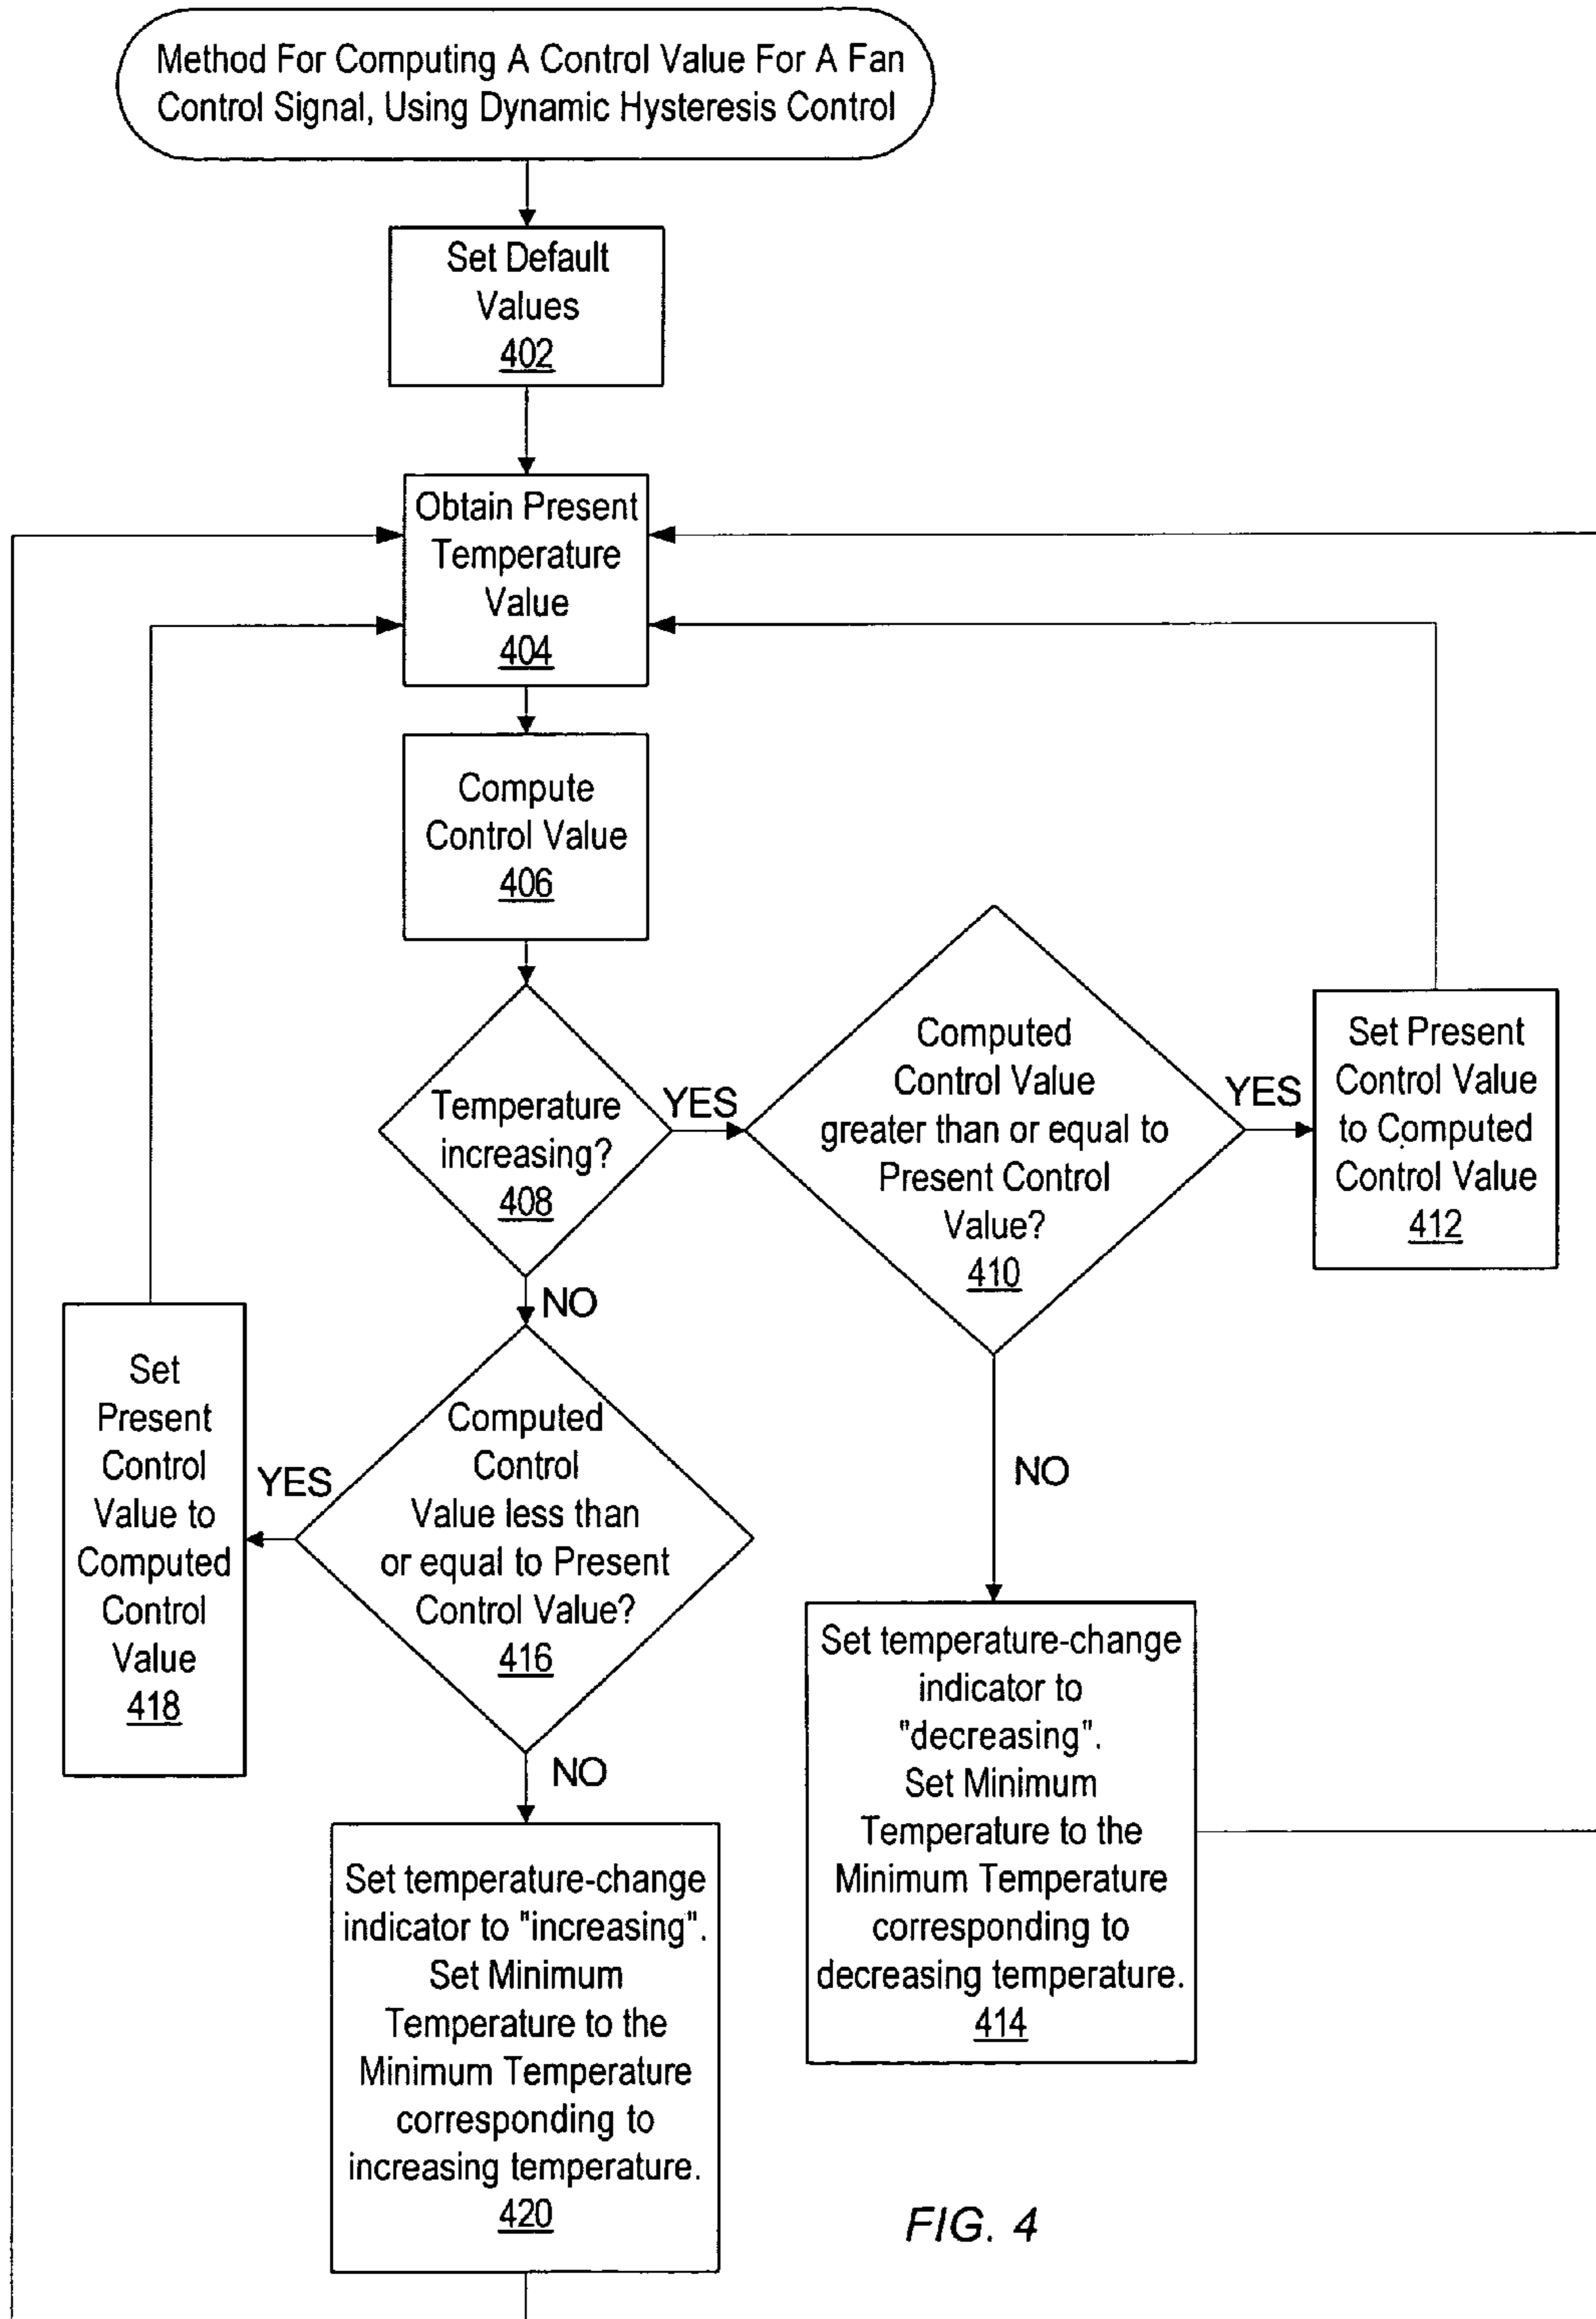 Method For Computing A Control Value For A Fan
Control Signal, Using Dynamic Hysteresis Control
Set Default
Values
402
Obtain Present
Temperature
Value
404
Compute
Control Value
406
Temperature
increasing?
408
YES
NO
Computed
Control Value
greater than or equal to
Present Control
Value?
410
YES
NO
Set Present
Control Value
to Computed
Control Value
412
Set temperature-change
indicator to
"decreasing".
Set Minimum
Temperature to the
Minimum Temperature
corresponding to
decreasing temperature.
414
Computed
Control
Value less than
or equal to Present
Control Value?
416
YES
NO
Set
Present
Control
Value to
Computed
Control
Value
418
Set temperature-change
indicator to "increasing".
Set Minimum
Temperature to the
Minimum Temperature
corresponding to
increasing temperature.
420
FIG. 4